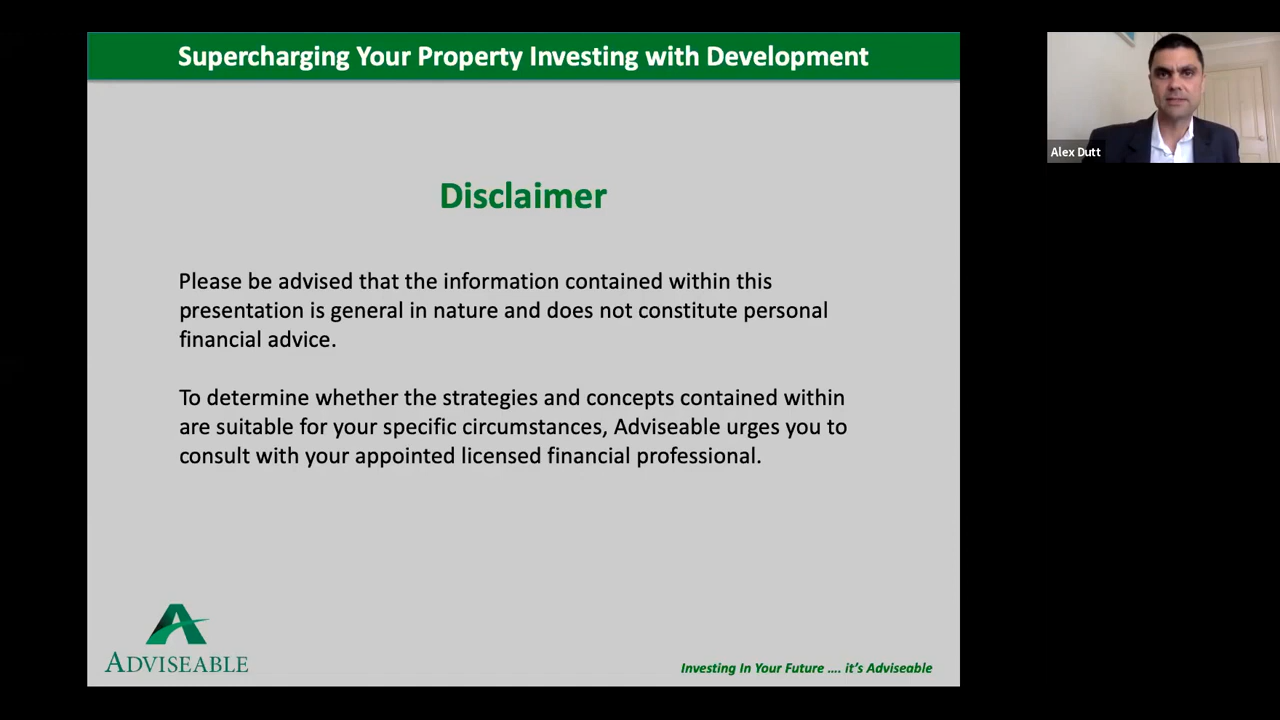 Supercharging Your Property Investing with Development
Alex Dutt
Disclaimer
Please be advised that the information contained within this
presentation is general in nature and does not constitute personal
financial advice.
To determine whether the strategies and concepts contained within
are suitable for your specific circumstances, Adviseable urges you to
consult with your appointed licensed financial professional.
ADVISEABLE
Investing In Your Future .... it's Adviseable